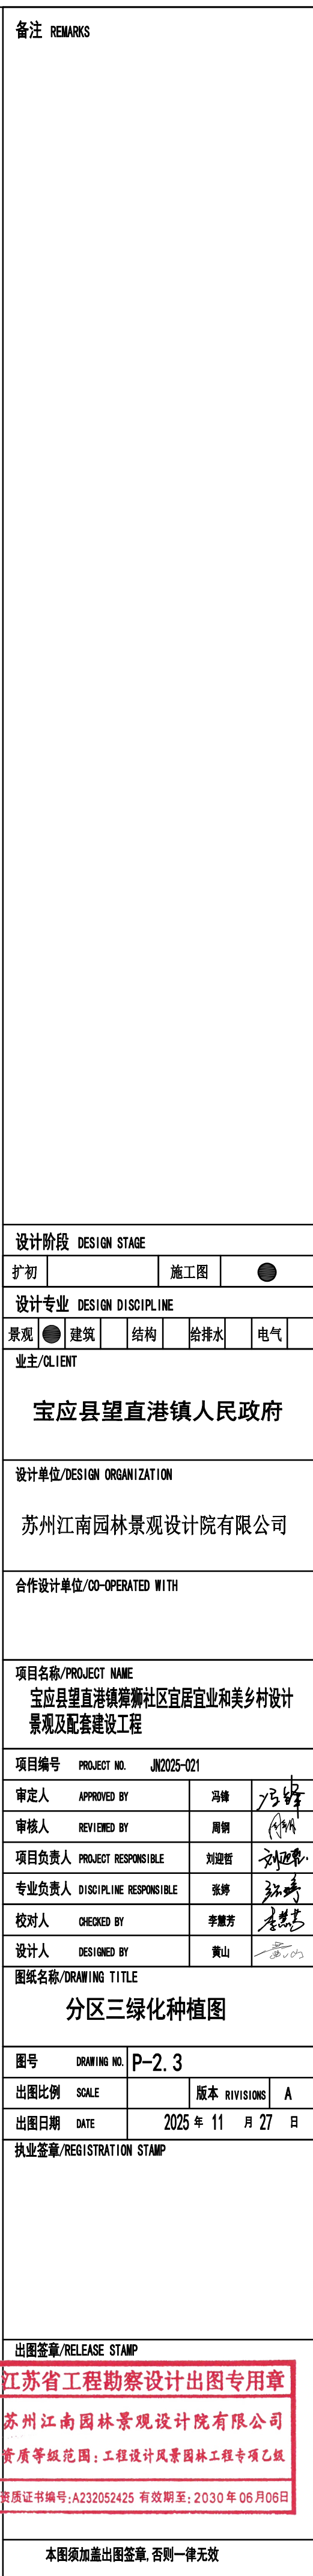 备注 REMARKS
设计阶段 DESIGN STAGE
扩初 施工图
设计专业 DESIGN DISCIPLINE
景观 建筑 结构 给排水 电气
业主/CLIENT
宝应县望直港镇人民政府
设计单位/DESIGN ORGANIZATION
苏州江南园林景观设计院有限公司
合作设计单位/CO-OPERATED WITH
项目名称/PROJECT NAME
宝应县望直港镇獐狮社区宜居宜业和美乡村设计
景观及配套建设工程
项目编号 PROJECT NO. JN2025-021
审定人 APPROVED BY 冯锋
审核人 REVIEWED BY 周钢
项目负责人 PROJECT RESPONSIBLE 刘迎哲
专业负责人 DISCIPLINE RESPONSIBLE 张婷
校对人 CHECKED BY 李慧芳
设计人 DESIGNED BY 黄山
图纸名称/DRAWING TITLE
分区三绿化种植图
图号 DRAWING NO. P-2.3
出图比例 SCALE 版本 RIVISIONS A
出图日期 DATE 2025 年 11 月 27 日
执业签章/REGISTRATION STAMP
出图签章/RELEASE STAMP
江苏省工程勘察设计出图专用章
苏州江南园林景观设计院有限公司
资质等级范围:工程设计风景园林工程专项乙级
资质证书编号:A232052425 有效期至:2030年06月06日
本图须加盖出图签章,否则一律无效